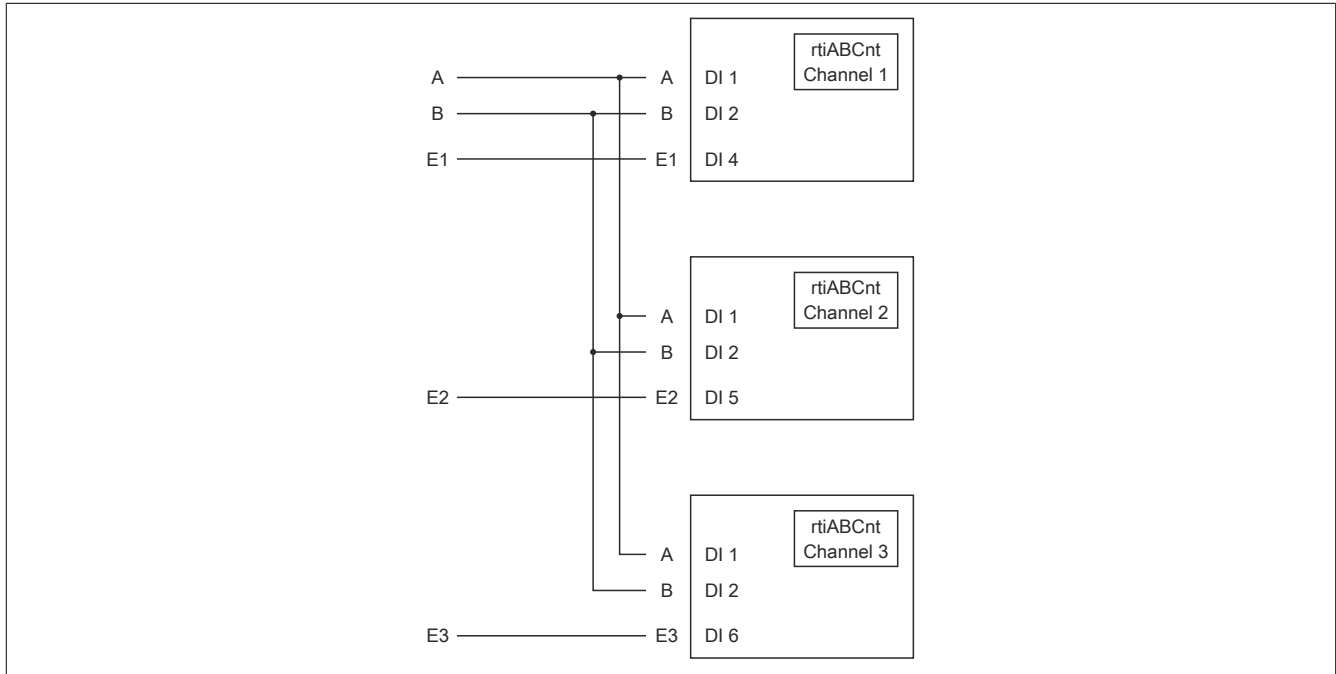 rtiABCnt
Channel 1
A A DI 1
B B DI 2
E1 E1 DI 4
rtiABCnt
Channel 2
A DI 1
B DI 2
E2 E2 DI 5
rtiABCnt
Channel 3
A DI 1
B DI 2
E3 E3 DI 6